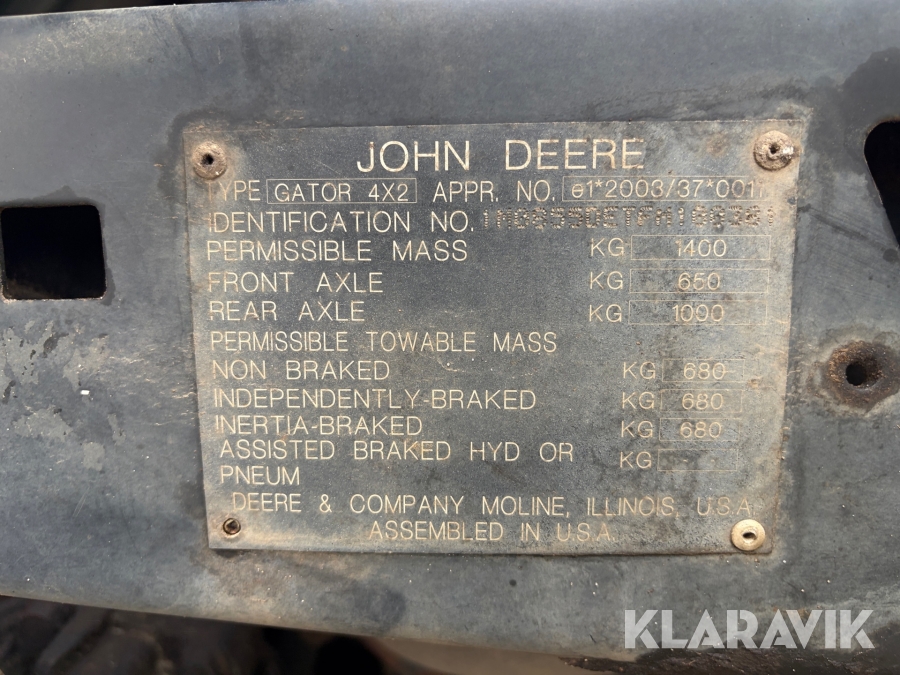 JOHN DEERE
TYPE GATOR 4X2 APPR. NO. e1*2003/37*0011
IDENTIFICATION NO.
PERMISSIBLE MASS KG 1400
FRONT AXLE KG 650
REAR AXLE KG 1090
PERMISSIBLE TOWABLE MASS
NON BRAKED KG 680
INDEPENDENTLY-BRAKED KG 680
INERTIA-BRAKED KG 680
ASSISTED BRAKED HYD OR KG
PNEUM
DEERE & COMPANY MOLINE, ILLINOIS, U.S.A.
ASSEMBLED IN U.S.A.
KLARAVIK